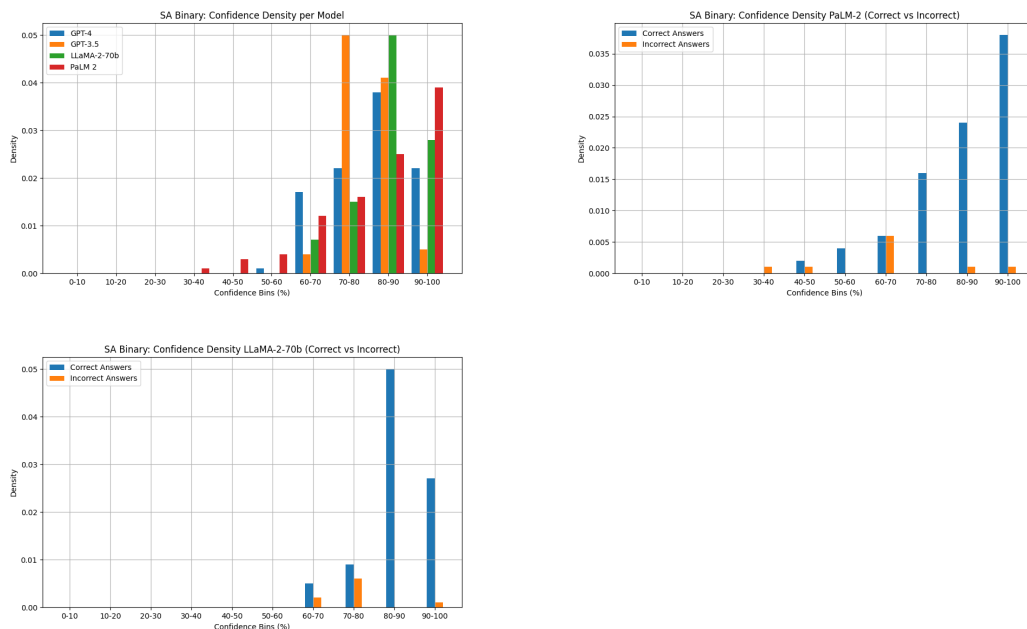 SA Binary: Confidence Density per Model
GPT-4
GPT-3.5
LLaMA-2-70b
PaLM 2
0.05
0.04
0.03
0.02
0.01
0.00
Density
0-10 10-20 20-30 30-40 40-50 50-60 60-70 70-80 80-90 90-100
Confidence Bins (%)
SA Binary: Confidence Density PaLM-2 (Correct vs Incorrect)
Correct Answers
Incorrect Answers
0.035
0.030
0.025
0.020
0.015
0.010
0.005
0.000
Density
0-10 10-20 20-30 30-40 40-50 50-60 60-70 70-80 80-90 90-100
Confidence Bins (%)
SA Binary: Confidence Density LLaMA-2-70b (Correct vs Incorrect)
Correct Answers
Incorrect Answers
0.05
0.04
0.03
0.02
0.01
0.00
Density
0-10 10-20 20-30 30-40 40-50 50-60 60-70 70-80 80-90 90-100
Confidence Bins (%)